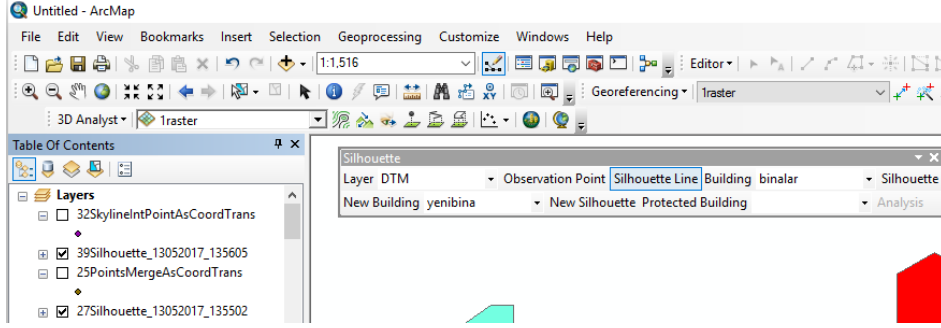 Untitled - ArcMap
File Edit View Bookmarks Insert Selection Geoprocessing Customize Windows Help
1:1,516 Editor
Georeferencing 1raster
3D Analyst 1raster
Table Of Contents
Layers
32SkylineIntPointAsCoordTrans
39Silhouette_13052017_135605
25PointsMergeAsCoordTrans
27Silhouette_13052017_135502
Silhouette
Layer DTM Observation Point Silhouette Line Building binalar Silhouette
New Building yenibina New Silhouette Protected Building Analysis